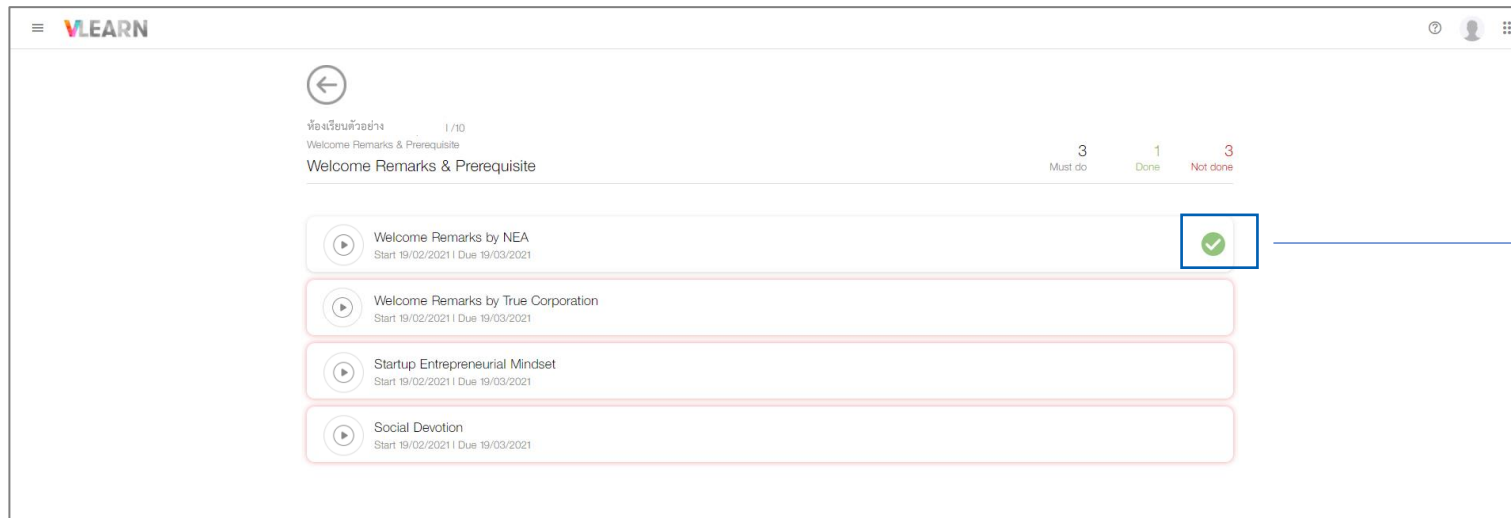 VLEARN
ห้องเรียนตัวอย่าง 1/10
Welcome Remarks & Prerequisite
Welcome Remarks & Prerequisite
3 1 3
Must do Done Not done
Welcome Remarks by NEA
Start 19/02/2021 | Due 19/03/2021
Welcome Remarks by True Corporation
Start 19/02/2021 | Due 19/03/2021
Startup Entrepreneurial Mindset
Start 19/02/2021 | Due 19/03/2021
Social Devotion
Start 19/02/2021 | Due 19/03/2021